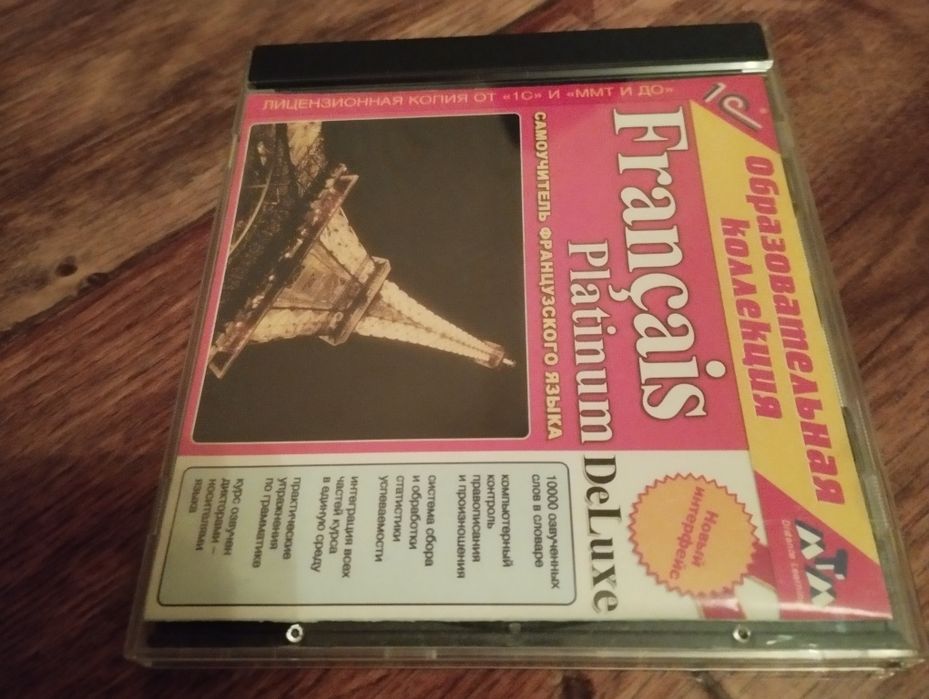 1С
®
Образовательная
коллекция
Français
Platinum DeLuxe
Новый
интерфейс
САМОУЧИТЕЛЬ ФРАНЦУЗСКОГО ЯЗЫКА
10000 озвученных
слов в словаре
компьютерный
контроль
правописания
и произношения
система сбора
и обработки
статистики
успеваемости
интеграция всех
частей курса
в единую среду
практические
упражнения
по грамматике
Курс озвучен
дикторами –
носителями
языка
ЛИЦЕНЗИОННАЯ КОПИЯ ОТ «1С» И «ММТ И ДО»